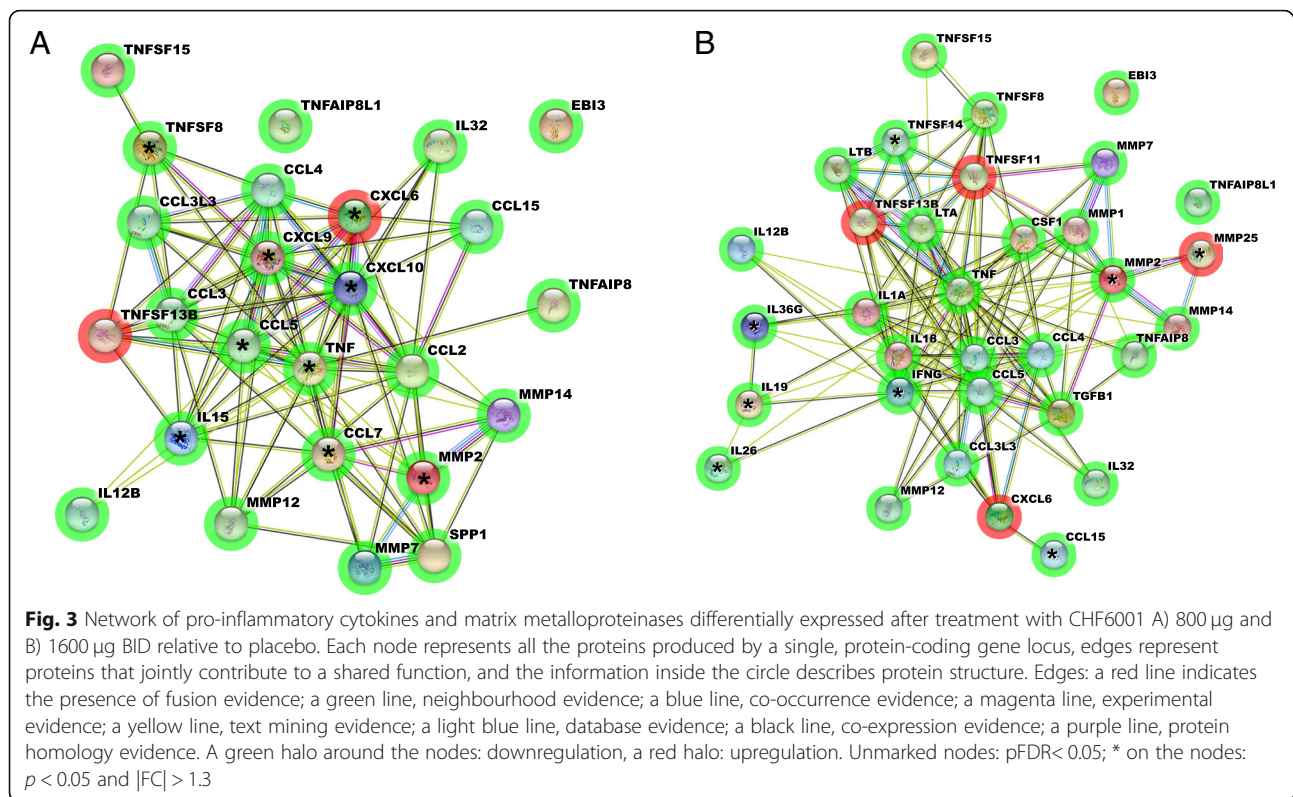 A
B
TNFSF15
TNFAIP8L1
EBI3
TNFSF8
*
IL32
CCL4
CCL3L3
CXCL6
*
CCL15
CXCL9
*
CXCL10
*
TNFAIP8
CCL3
TNFSF13B
CCL5
*
TNF
*
CCL2
MMP14
IL15
*
CCL7
*
MMP2
*
IL12B
MMP12
SPP1
MMP7
TNFSF15
EBI3
TNFSF8
TNFSF14
*
LTB
TNFSF11
MMP7
TNFAIP8L1
TNFSF13B
LTA
CSF1
MMP1
MMP25
*
IL12B
MMP2
*
TNF
IL36G
*
IL1A
MMP14
IL18
CCL3
CCL4
TNFAIP8
IFNG
*
CCL5
IL19
*
TGFB1
IL26
*
CCL3L3
IL32
MMP12
CXCL6
CCL15
*
Fig. 3 Network of pro-inflammatory cytokines and matrix metalloproteinases differentially expressed after treatment with CHF6001 A) 800 μg and
B) 1600 μg BID relative to placebo. Each node represents all the proteins produced by a single, protein-coding gene locus, edges represent
proteins that jointly contribute to a shared function, and the information inside the circle describes protein structure. Edges: a red line indicates
the presence of fusion evidence; a green line, neighbourhood evidence; a blue line, co-occurrence evidence; a magenta line, experimental
evidence; a yellow line, text mining evidence; a light blue line, database evidence; a black line, co-expression evidence; a purple line, protein
homology evidence. A green halo around the nodes: downregulation, a red halo: upregulation. Unmarked nodes: pFDR< 0.05; * on the nodes:
p < 0.05 and |FC| > 1.3